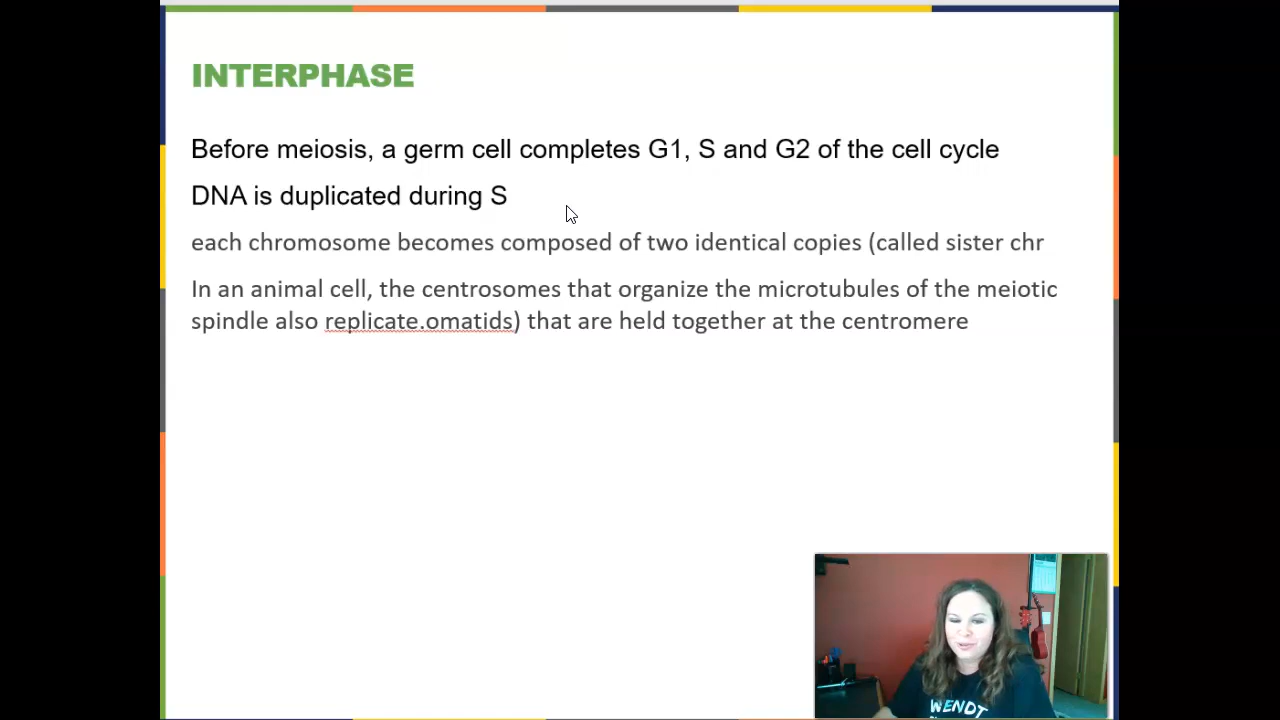 INTERPHASE
Before meiosis, a germ cell completes G1, S and G2 of the cell cycle
DNA is duplicated during S
each chromosome becomes composed of two identical copies (called sister chr
In an animal cell, the centrosomes that organize the microtubules of the meiotic
spindle also replicate.omatids) that are held together at the centromere
WENDT